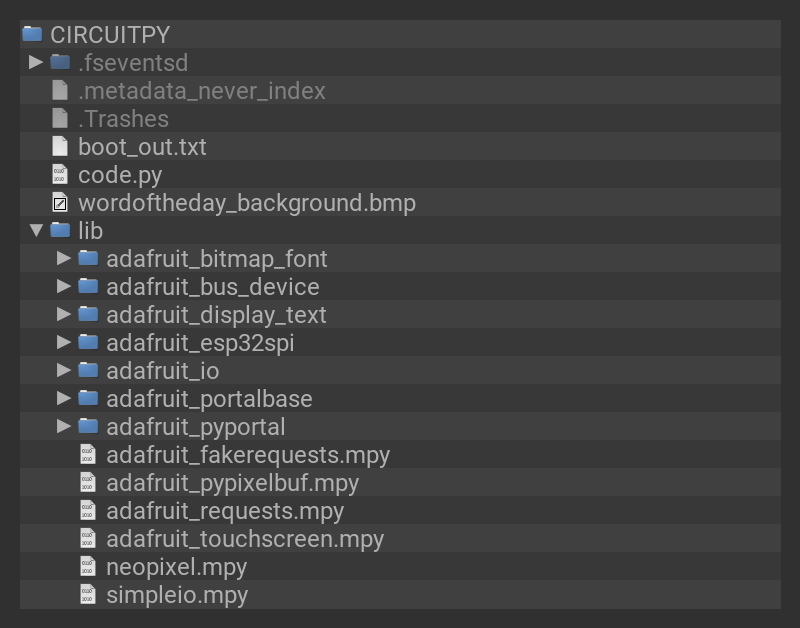 CIRCUITPY
.fseventsd
.metadata_never_index
.Trashes
boot_out.txt
code.py
wordoftheday_background.bmp
lib
adafruit_bitmap_font
adafruit_bus_device
adafruit_display_text
adafruit_esp32spi
adafruit_io
adafruit_portalbase
adafruit_pyportal
adafruit_fakerequests.mpy
adafruit_pypixelbuf.mpy
adafruit_requests.mpy
adafruit_touchscreen.mpy
neopixel.mpy
simpleio.mpy